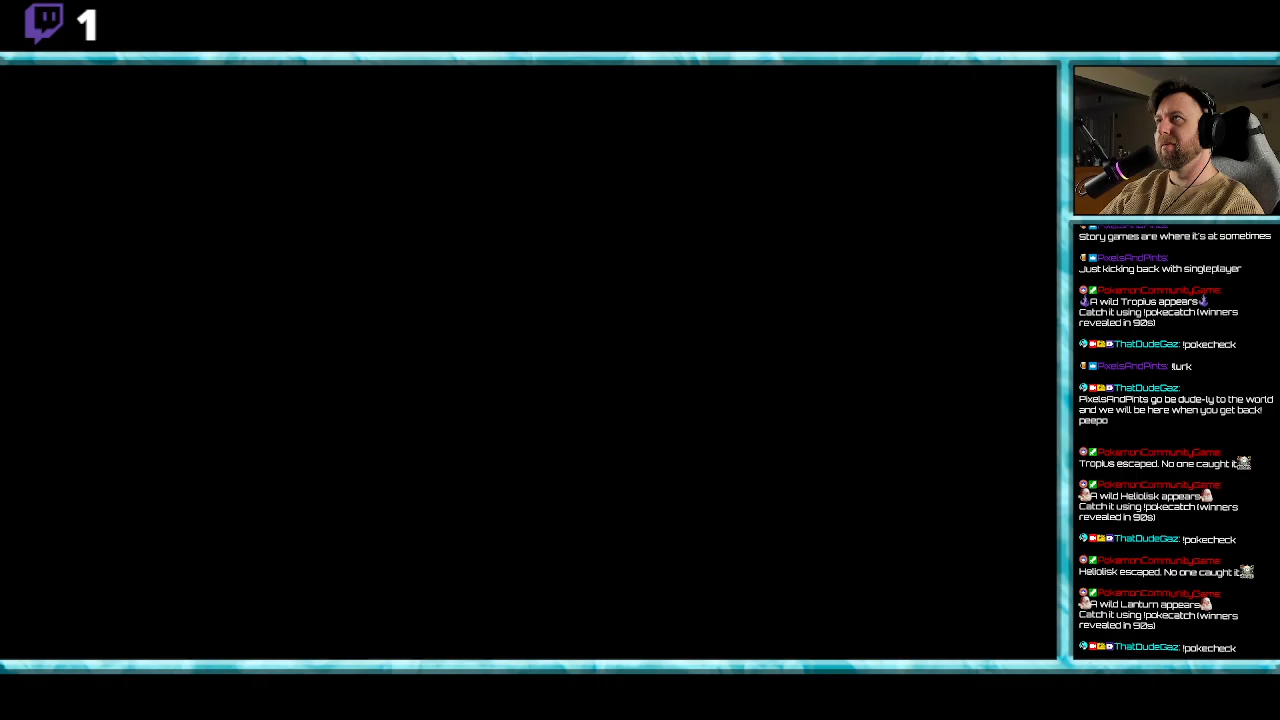 1
Story games are where it's at sometimes
PixelsAndPints:
Just kicking back with singleplayer
PokemonCommunityGame:
A wild Tropius appears
Catch it using !pokecatch (winners
revealed in 90s)
ThatDudeGaz: !pokecheck
PixelsAndPints: !lurk
ThatDudeGaz:
PixelsAndPints go be dude-ly to the world
and we will be here when you get back!
peepo
PokemonCommunityGame:
Tropius escaped. No one caught it
PokemonCommunityGame:
A wild Heliolisk appears
Catch it using !pokecatch (winners
revealed in 90s)
ThatDudeGaz: !pokecheck
PokemonCommunityGame:
Heliolisk escaped. No one caught it
PokemonCommunityGame:
A wild Lanturn appears
Catch it using !pokecatch (winners
revealed in 90s)
ThatDudeGaz: !pokecheck